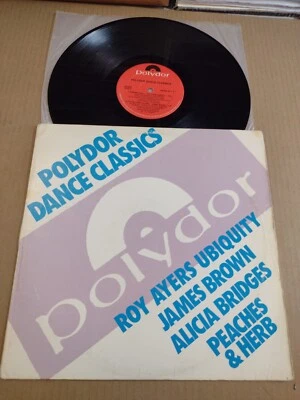 polydor
POLYDOR
DANCE CLASSICS
polydor
ROY AYERS UBIQUITY
JAMES BROWN
ALICIA BRIDGES
PEACHES
& HERB